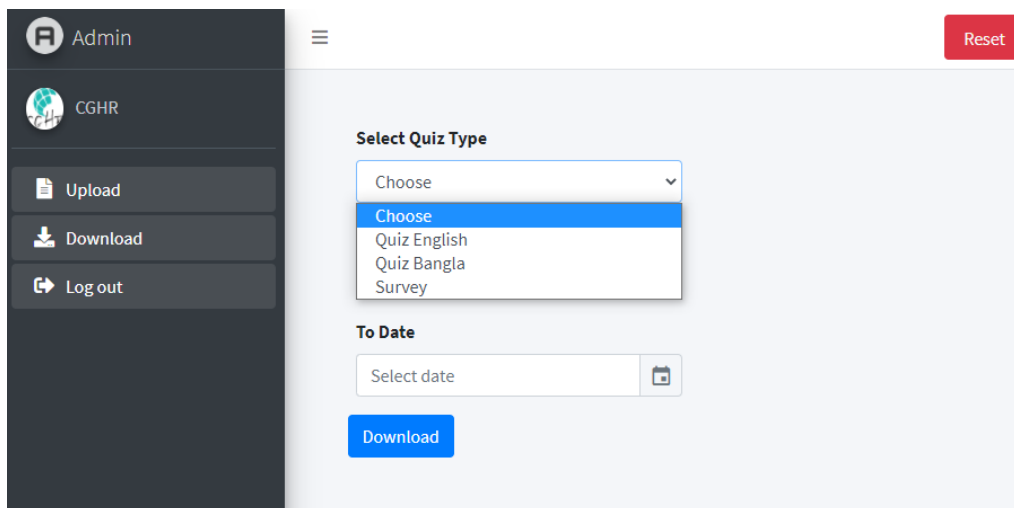 Admin
Reset
CGHR
Select Quiz Type
Upload
Choose
Choose
Download
Quiz English
Quiz Bangla
Log out
Survey
To Date
Select date
Download